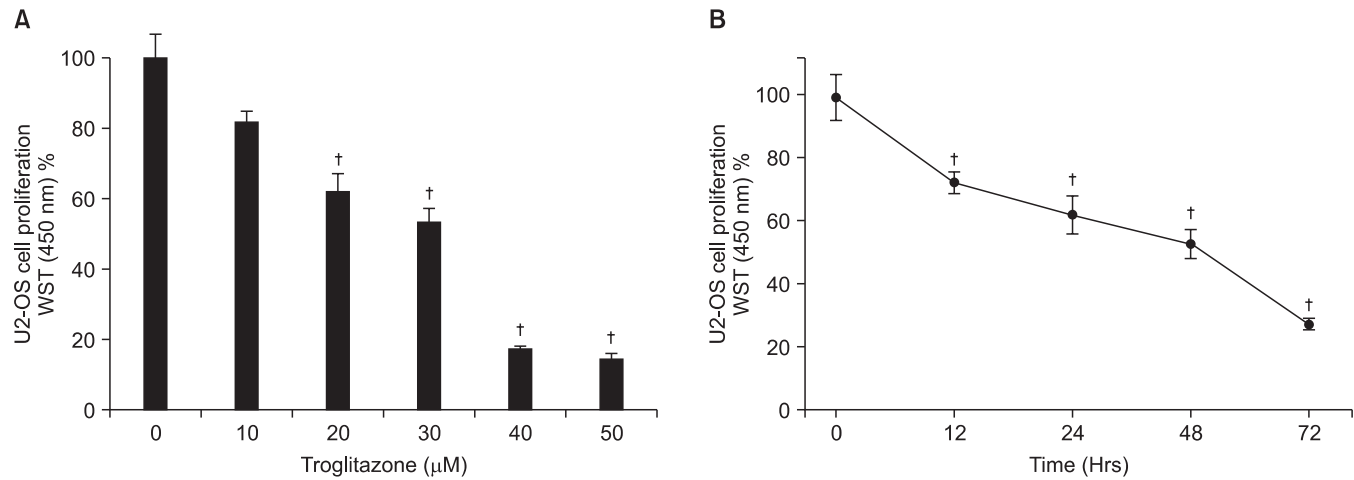 A
U2-OS cell proliferation
WST (450 nm) %
100
80
60
40
20
0
†
†
†
†
0 10 20 30 40 50
Troglitazone (μM)
B
U2-OS cell proliferation
WST (450 nm) %
100
80
60
40
20
0
†
†
†
†
0 12 24 48 72
Time (Hrs)